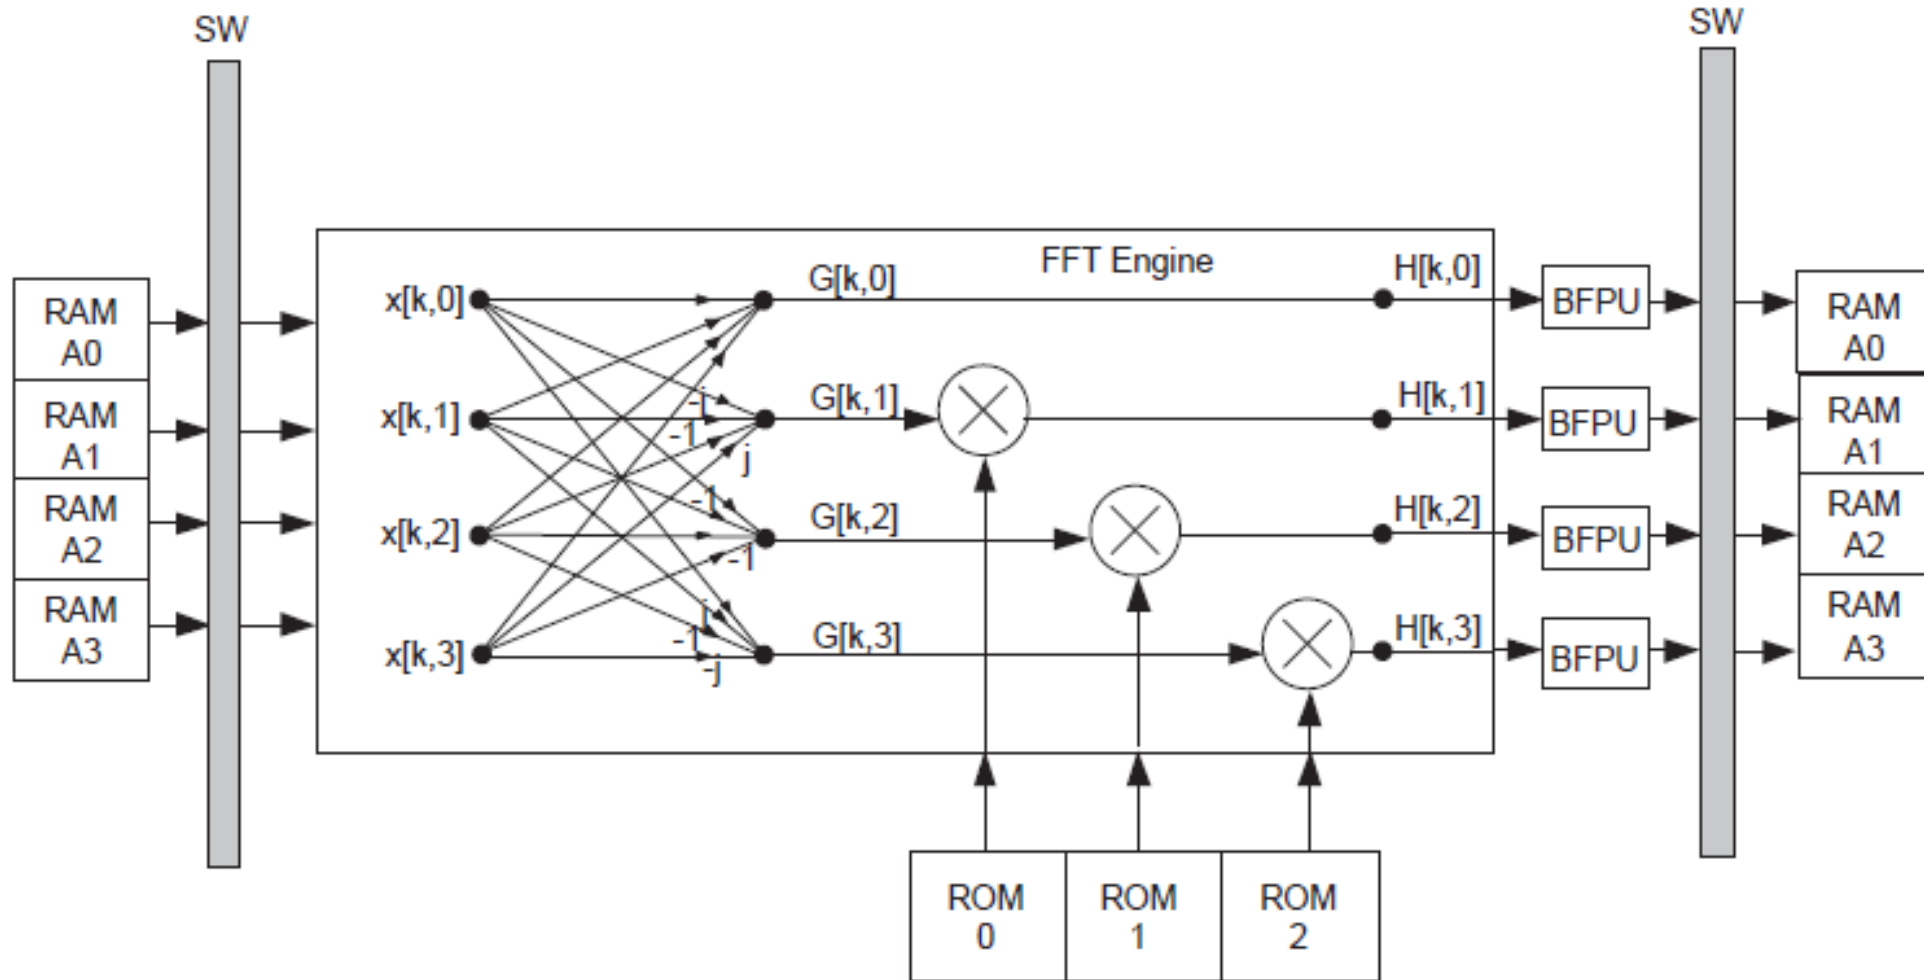 SW
SW
FFT Engine
RAM
A0
RAM
A1
RAM
A2
RAM
A3
x[k,0]
x[k,1]
x[k,2]
x[k,3]
-j
-1
j
-1
-1
j
-1
-j
G[k,0]
G[k,1]
G[k,2]
G[k,3]
H[k,0]
H[k,1]
H[k,2]
H[k,3]
BFPU
BFPU
BFPU
BFPU
RAM
A0
RAM
A1
RAM
A2
RAM
A3
ROM
0
ROM
1
ROM
2